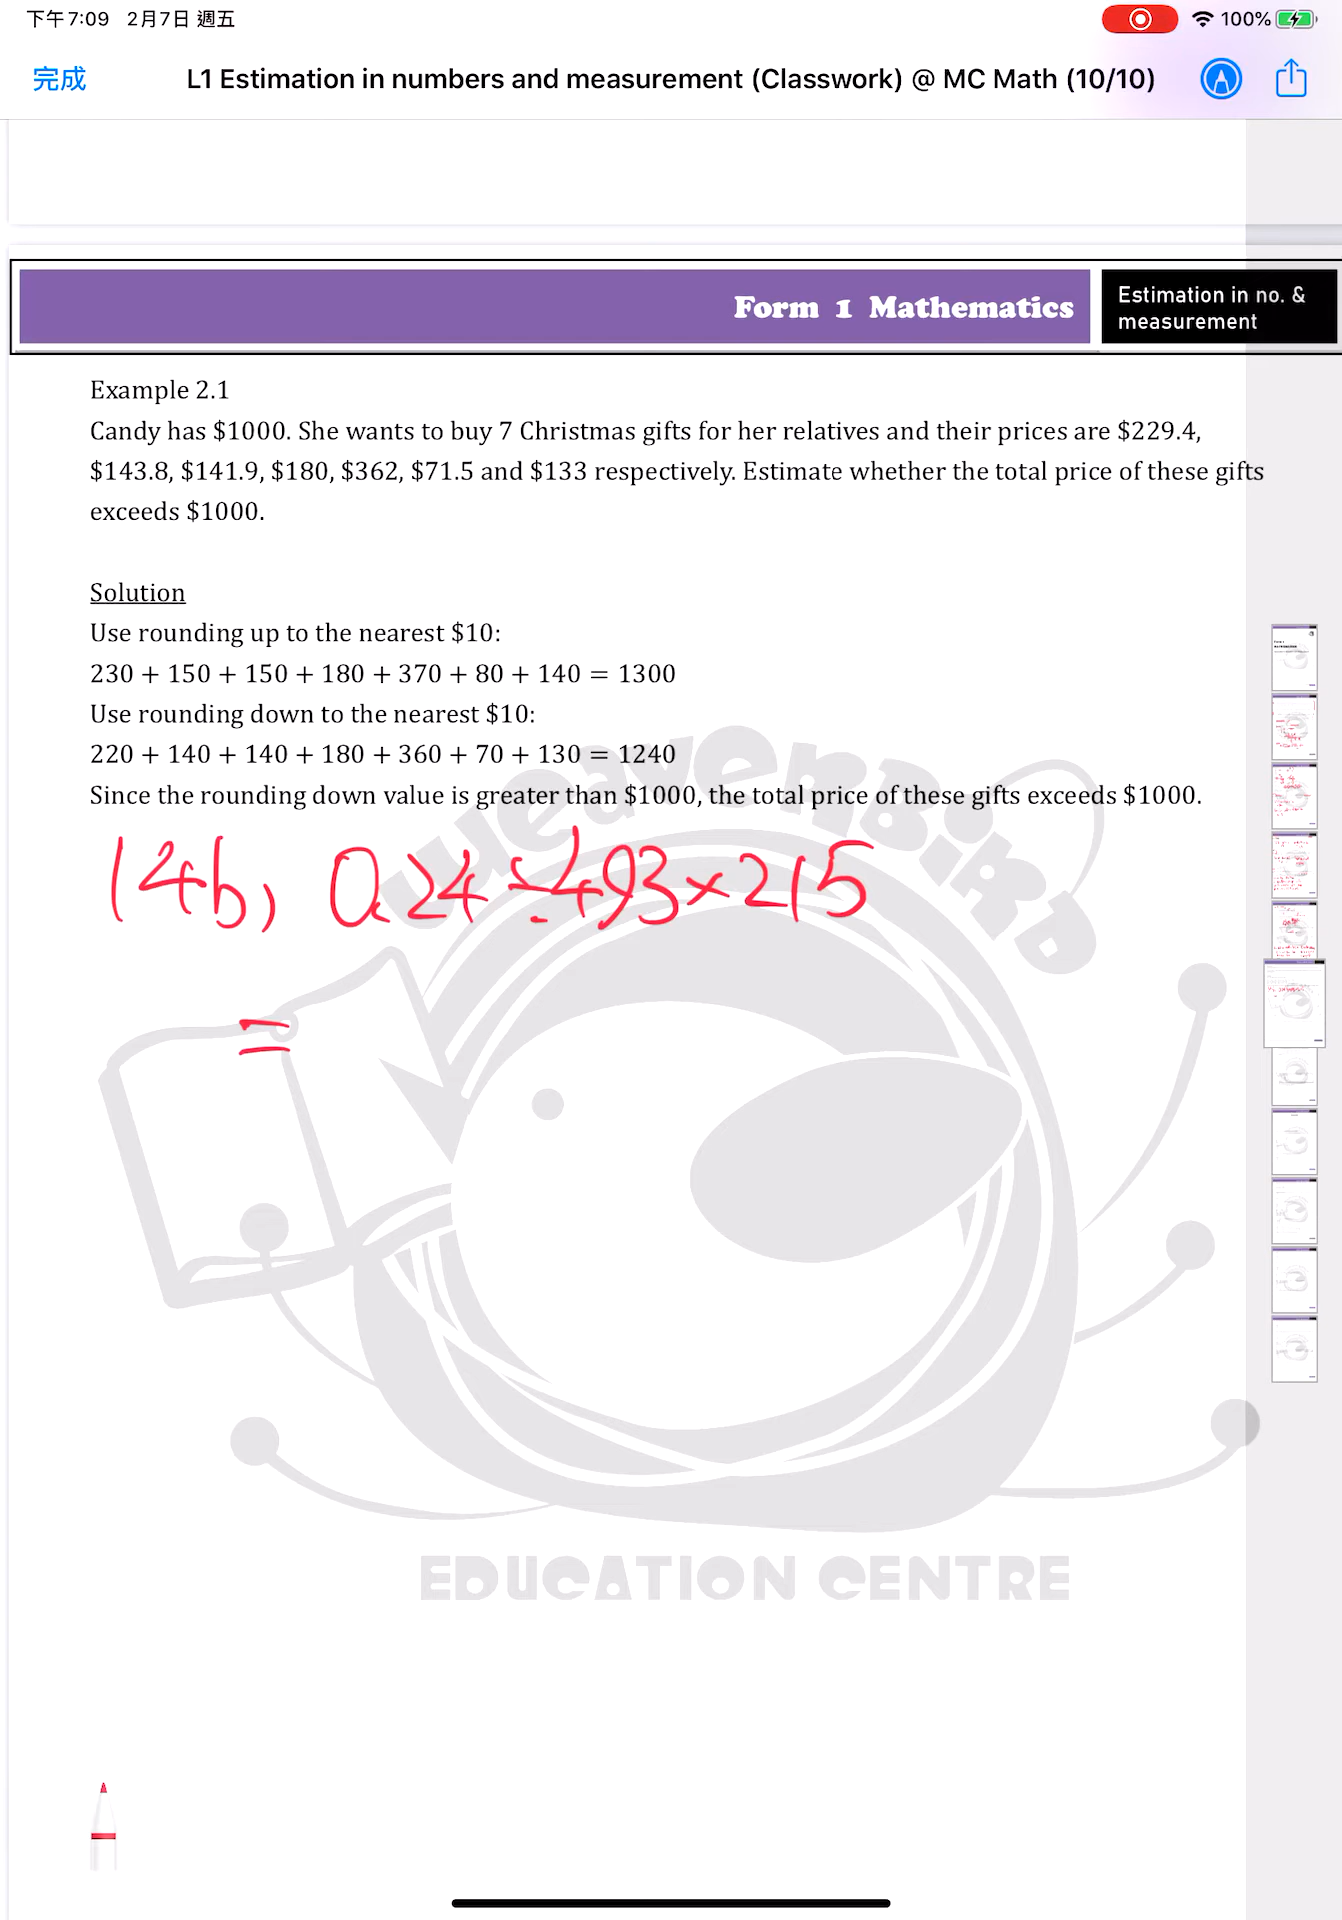 下午7:09 2月7日 週五 100%
完成 L1 Estimation in numbers and measurement (Classwork) @ MC Math (10/10)
Form 1 Mathematics
Estimation in no. &
measurement
Example 2.1
Candy has $1000. She wants to buy 7 Christmas gifts for her relatives and their prices are $229.4,
$143.8, $141.9, $180, $362, $71.5 and $133 respectively. Estimate whether the total price of these gifts
exceeds $1000.
Solution
Use rounding up to the nearest $10:
230 + 150 + 150 + 180 + 370 + 80 + 140 = 1300
Use rounding down to the nearest $10:
220 + 140 + 140 + 180 + 360 + 70 + 130 = 1240
Since the rounding down value is greater than $1000, the total price of these gifts exceeds $1000.
weaverBirD
14b, 0.24÷493×215
=
EDUCATION CENTRE